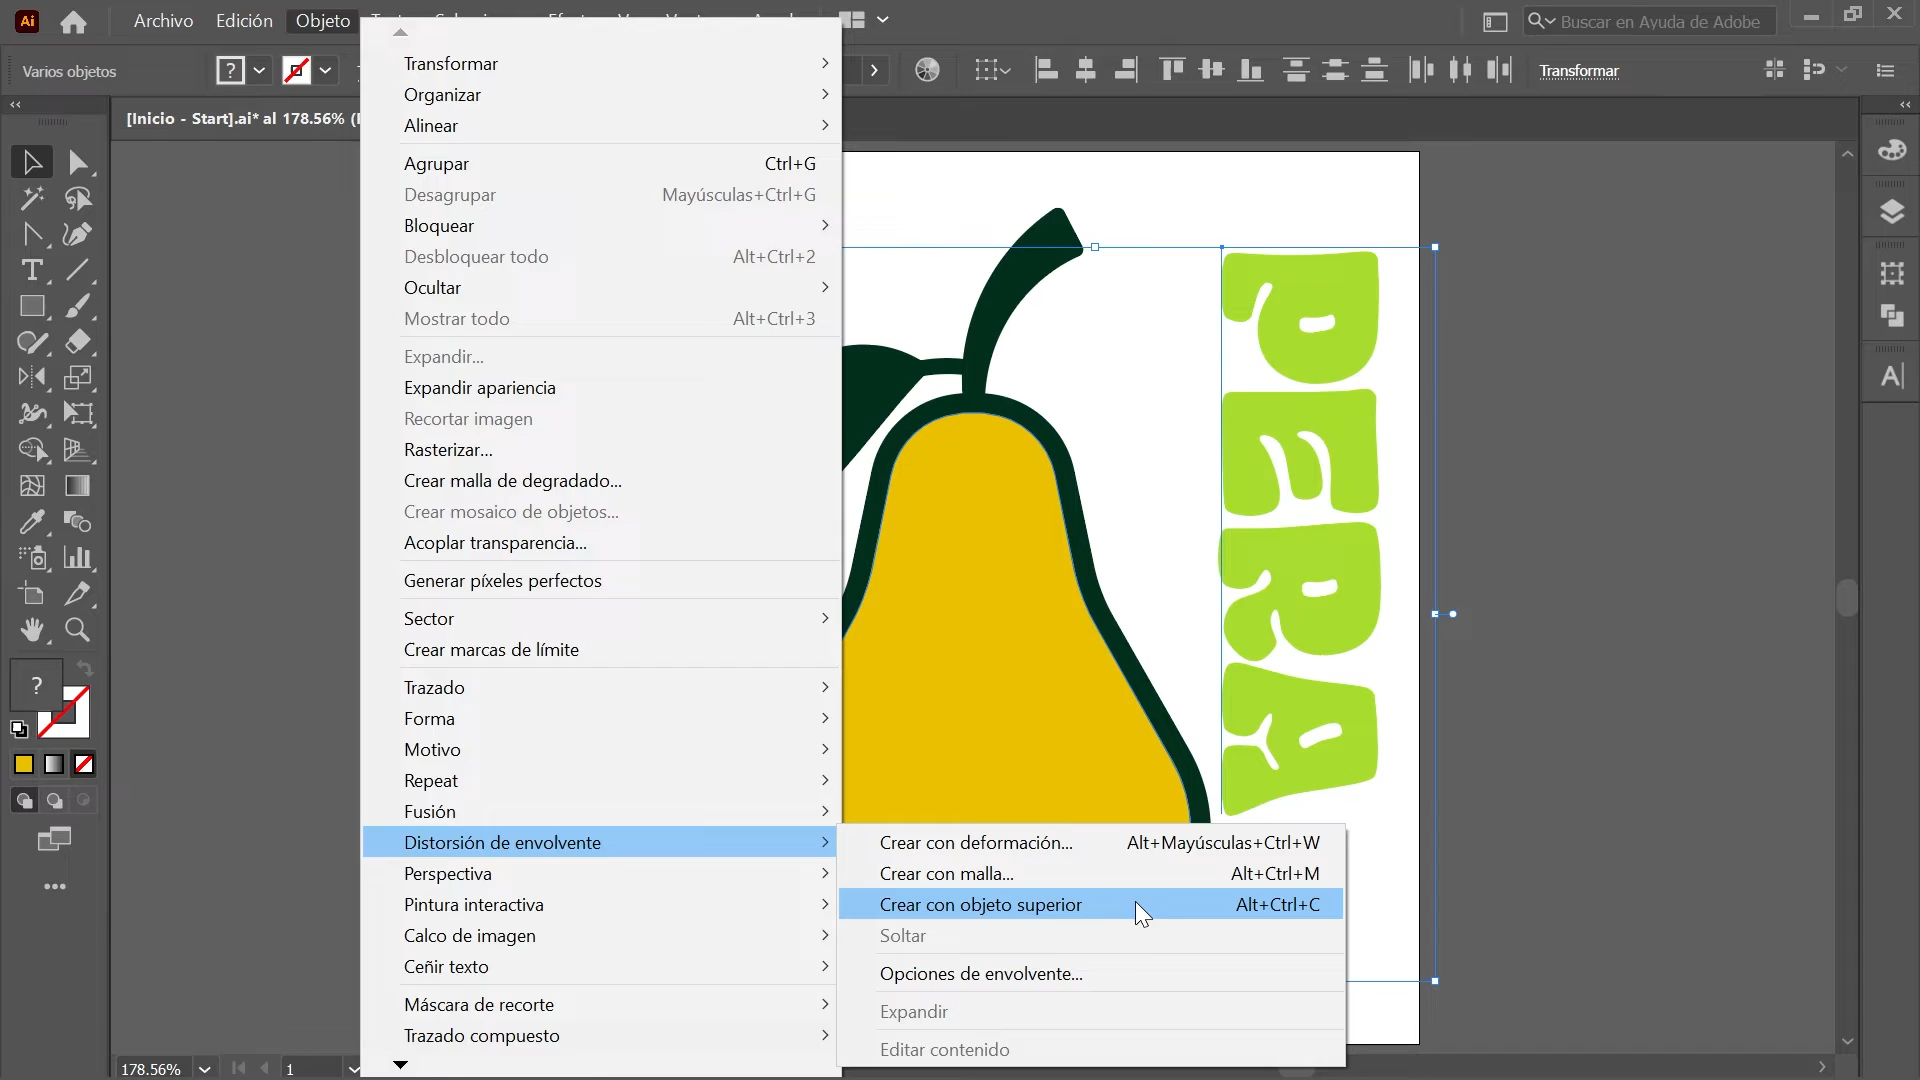 Ai
Archivo
Edición
Objeto
Buscar en Ayuda de Adobe
Varios objetos
?
Transformar
[Inicio - Start].ai* al 178.56%
Transformar
Organizar
Alinear
Agrupar Ctrl+G
Desagrupar Mayúsculas+Ctrl+G
Bloquear
Desbloquear todo Alt+Ctrl+2
Ocultar
Mostrar todo Alt+Ctrl+3
Expandir...
Expandir apariencia
Recortar imagen
Rasterizar...
Crear malla de degradado...
Crear mosaico de objetos...
Acoplar transparencia...
Generar píxeles perfectos
Sector
Crear marcas de límite
Trazado
Forma
Motivo
Repeat
Fusión
Distorsión de envolvente
Perspectiva
Pintura interactiva
Calco de imagen
Ceñir texto
Máscara de recorte
Trazado compuesto
Crear con deformación... Alt+Mayúsculas+Ctrl+W
Crear con malla... Alt+Ctrl+M
Crear con objeto superior Alt+Ctrl+C
Soltar
Opciones de envolvente...
Expandir
Editar contenido
PERA
?
178.56%
1